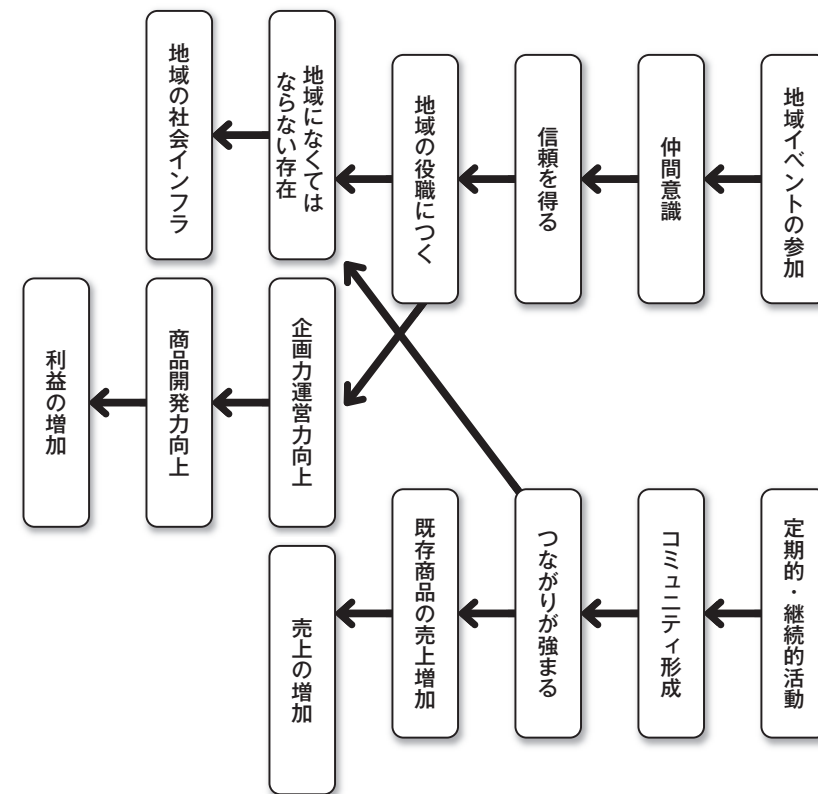 地域イベントの参加
仲間意識
信頼を得る
地域の役職につく
地域になくては
ならない存在
地域の社会インフラ
企画力運営力向上
商品開発力向上
利益の増加
定期的・継続的活動
コミュニティ形成
つながりが強まる
既存商品の売上増加
売上の増加